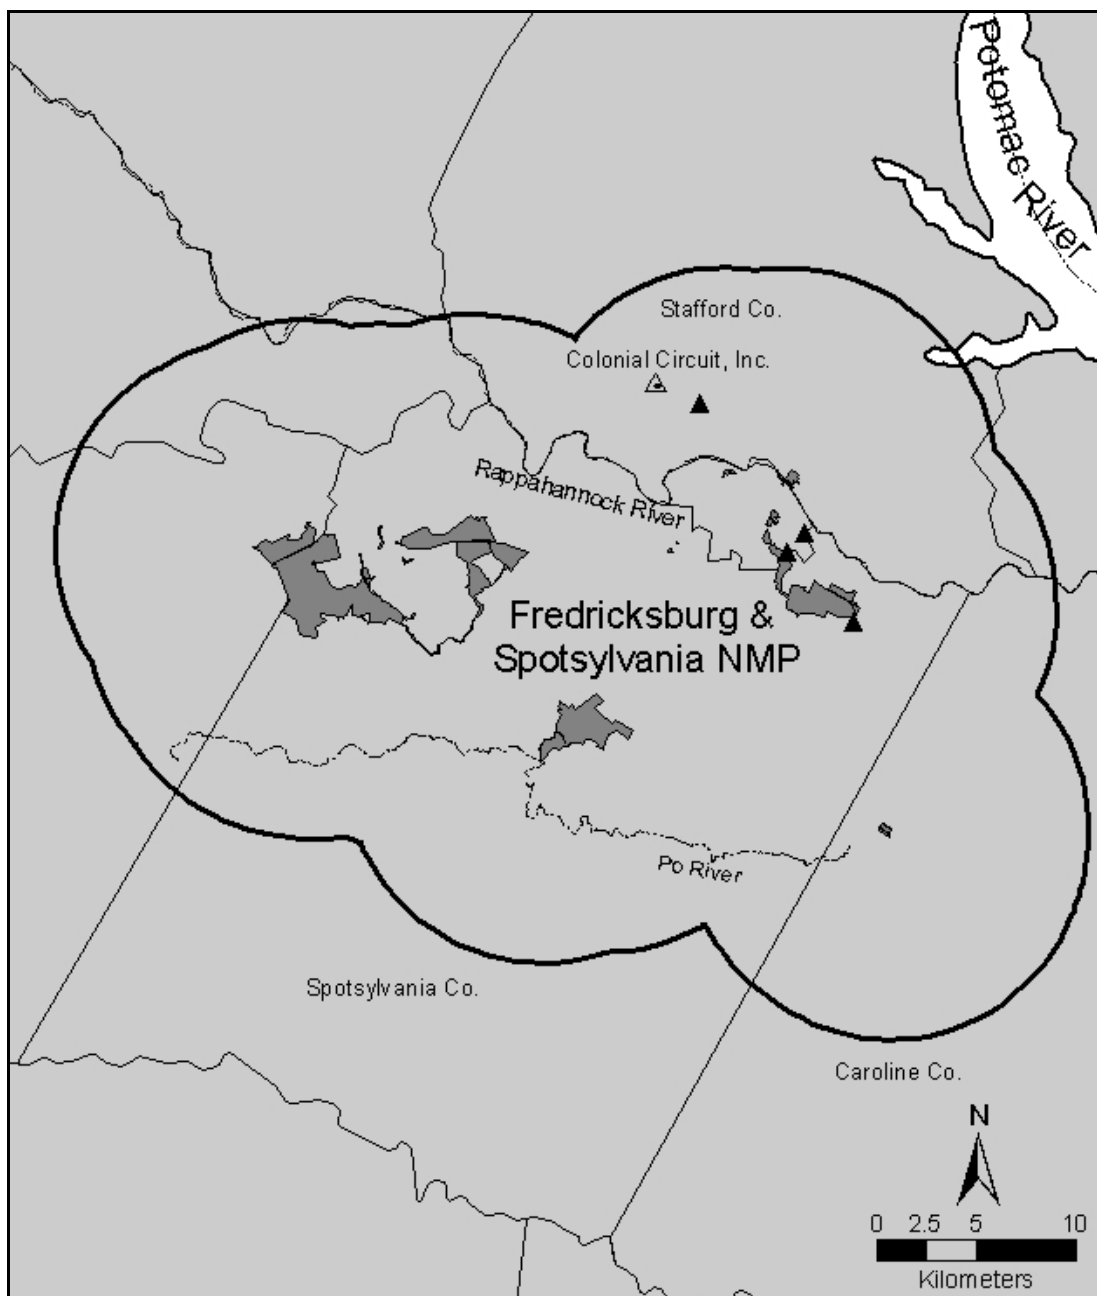 Potomac River
Stafford Co.
Colonial Circuit, Inc.
Rappahannock River
Fredricksburg &
Spotsylvania NMP
Po River
Spotsylvania Co.
Caroline Co.
N
0 2.5 5 10
Kilometers